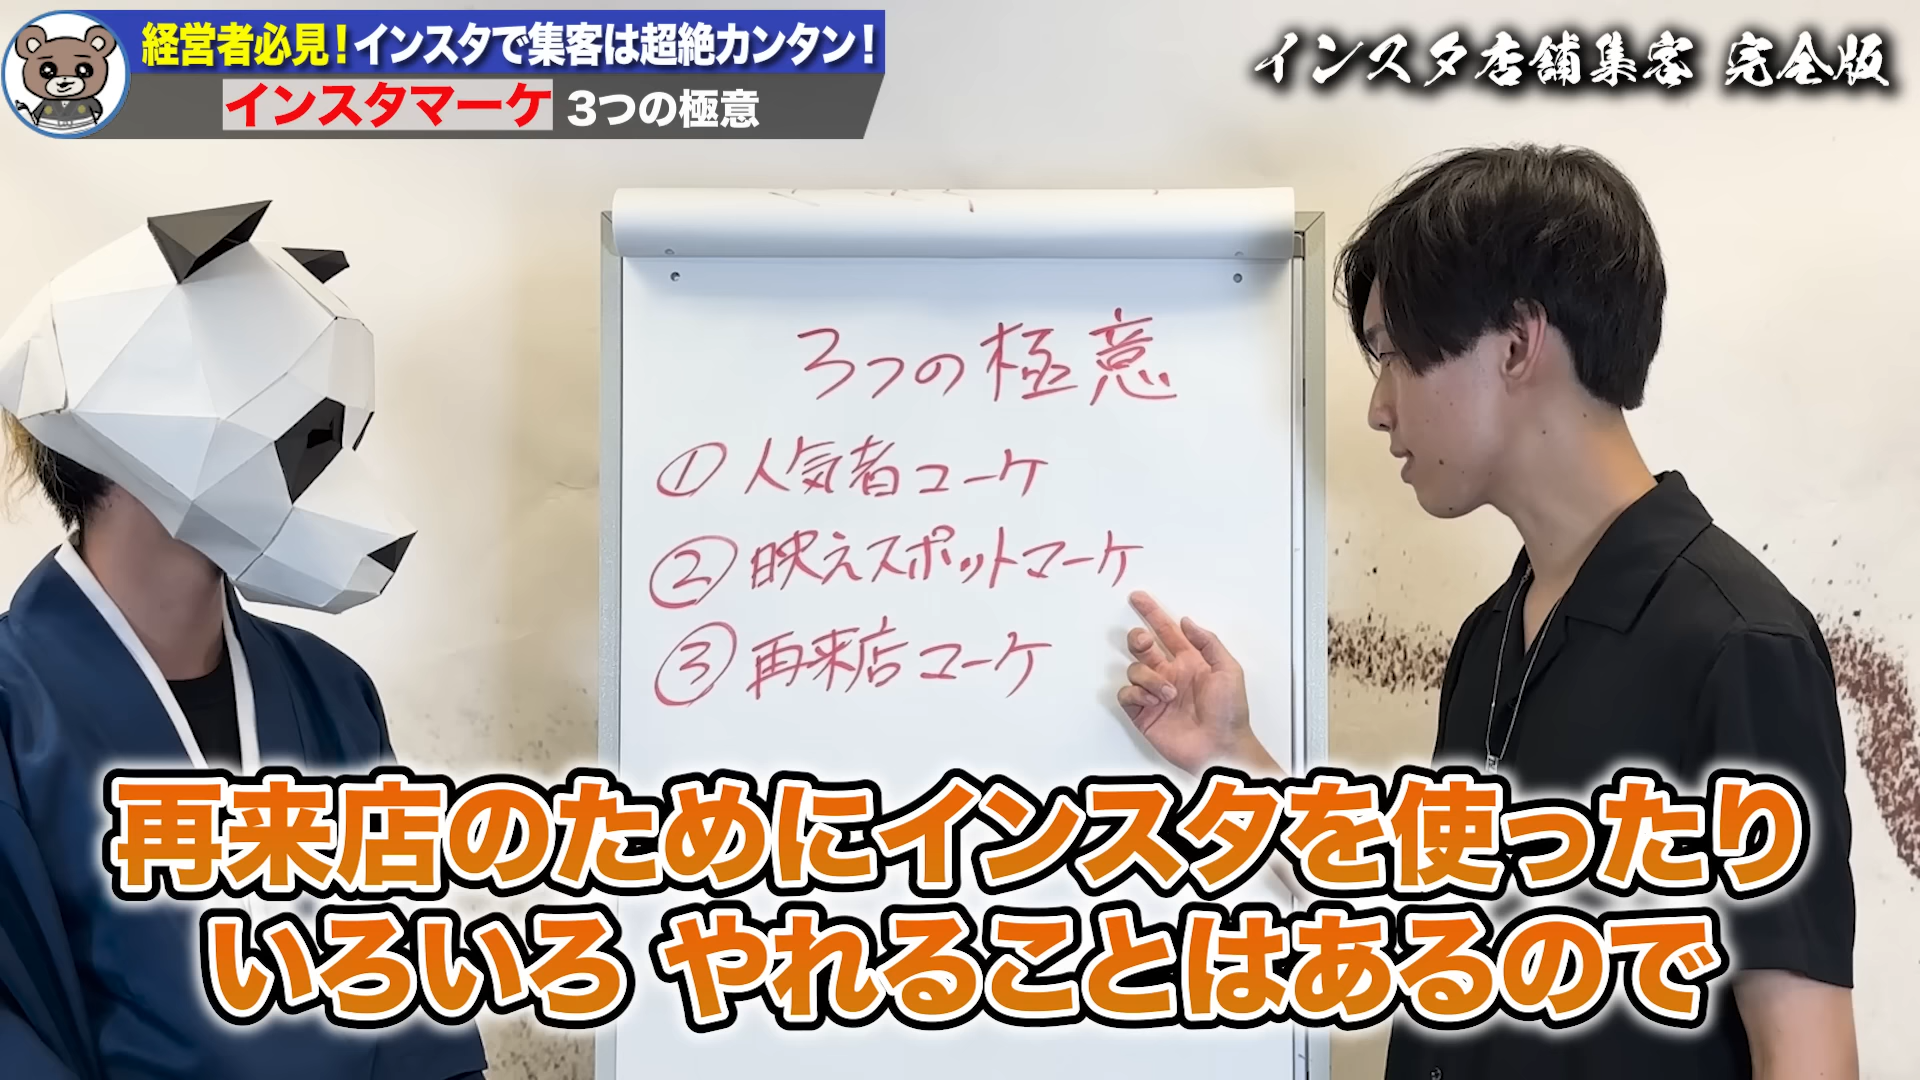 経営者必見！インスタで集客は超絶カンタン！
インスタマーケ 3つの極意
インスタ店舗集客 完全版
3つの極意
① 人気者コーケ
② 映えスポットマーケ
③ 再来店マーケ
再来店のためにインスタを使ったり
いろいろ やれることはあるので